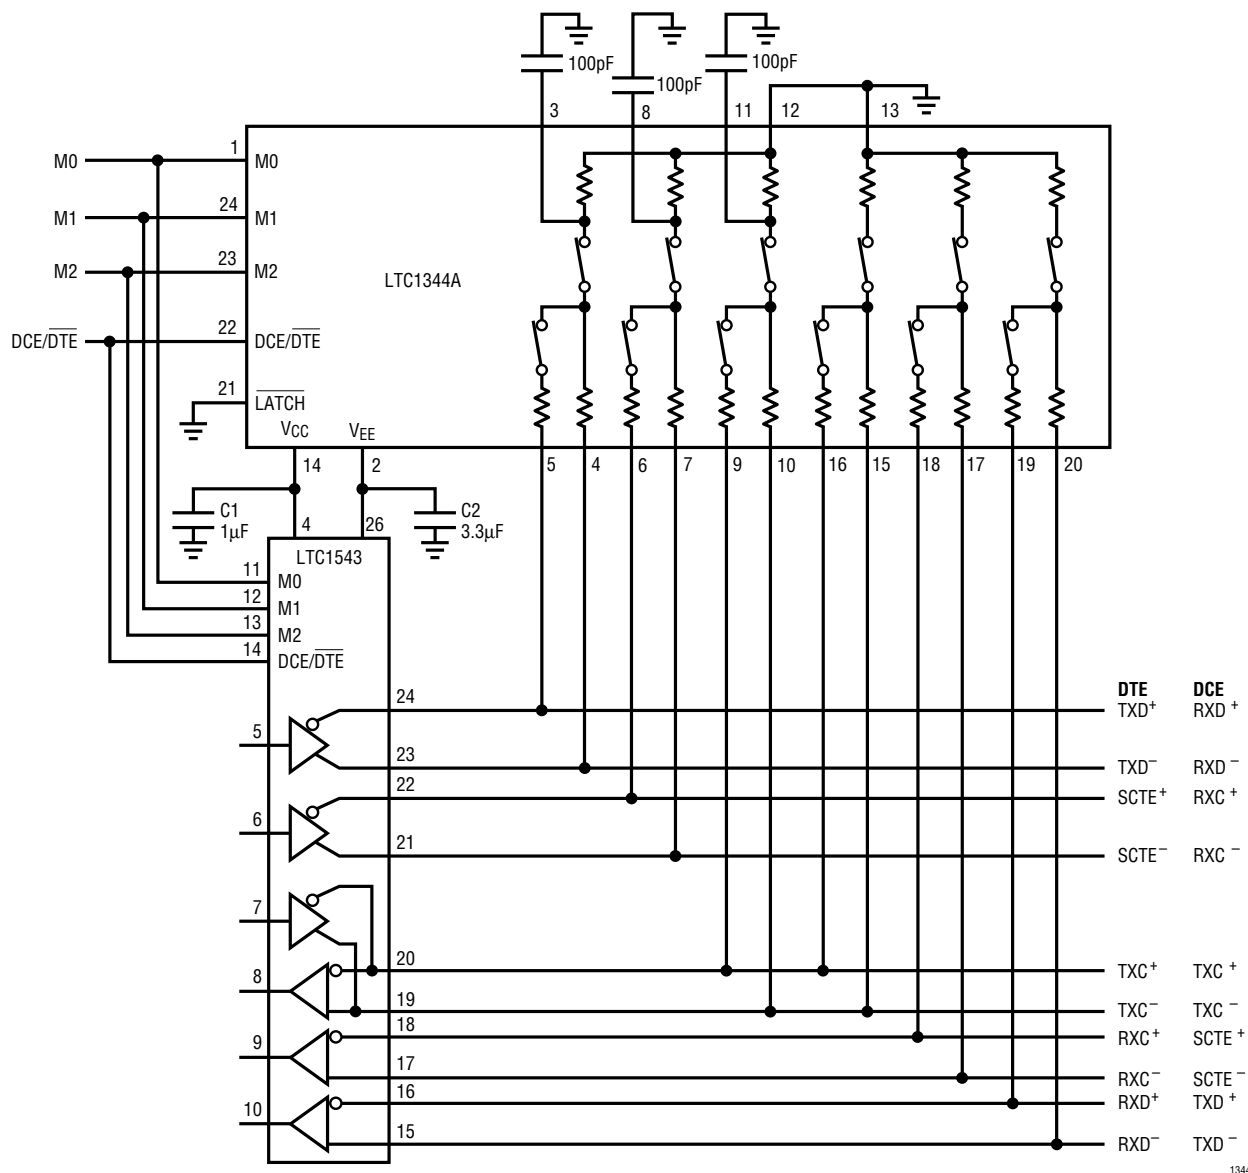 100pF
100pF
100pF
3 8 11 12 13
M0 1 M0
M1 24 M1
M2 23 M2
LTC1344A
DCE/DTE 22 DCE/DTE
21 LATCH
VCC VEE
14 2
5 4 6 7 9 10 16 15 18 17 19 20
C1
1µF
C2
3.3µF
4 26
LTC1543
11 M0
12 M1
13 M2
14 DCE/DTE
DTE DCE
24 TXD+ RXD+
5
23 TXD– RXD–
22 SCTE+ RXC+
6
21 SCTE– RXC–
7
20 TXC+ TXC+
8
19 TXC– TXC–
18 RXC+ SCTE+
9
17 RXC– SCTE–
16 RXD+ TXD+
10
15 RXD– TXD–
1344